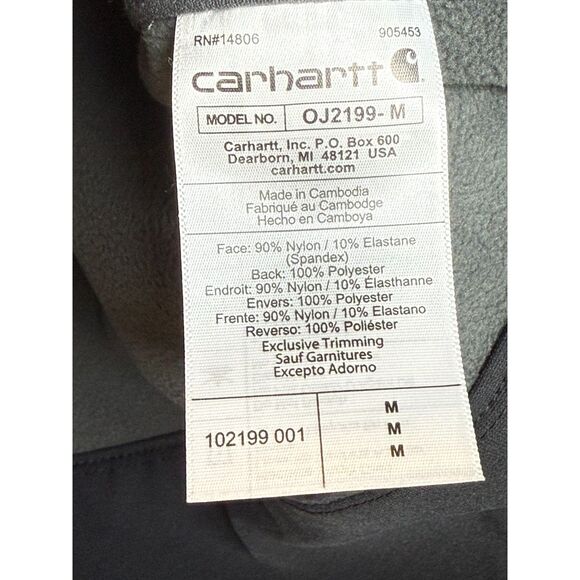 RN#14806 905453
carhartt
MODEL NO. OJ2199- M
Carhartt, Inc. P.O. Box 600
Dearborn, MI 48121 USA
carhartt.com
Made in Cambodia
Fabriqué au Cambodge
Hecho en Camboya
Face: 90% Nylon / 10% Elastane
(Spandex)
Back: 100% Polyester
Endroit: 90% Nylon / 10% Élasthanne
Envers: 100% Polyester
Frente: 90% Nylon / 10% Elastano
Reverso: 100% Poliéster
Exclusive Trimming
Sauf Garnitures
Excepto Adorno
102199 001
M
M
M